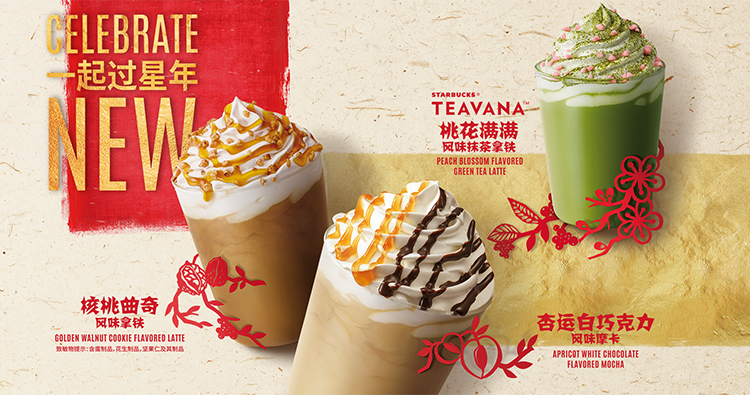 CELEBRATE
一起过星年
NEW
STARBUCKS®
TEAVANA™
桃花满满
风味抹茶拿铁
PEACH BLOSSOM FLAVORED
GREEN TEA LATTE
核桃曲奇
风味拿铁
GOLDEN WALNUT COOKIE FLAVORED LATTE
致敏物提示：含蛋制品，花生制品，坚果仁及其制品
杏运白巧克力
风味摩卡
APRICOT WHITE CHOCOLATE
FLAVORED MOCHA